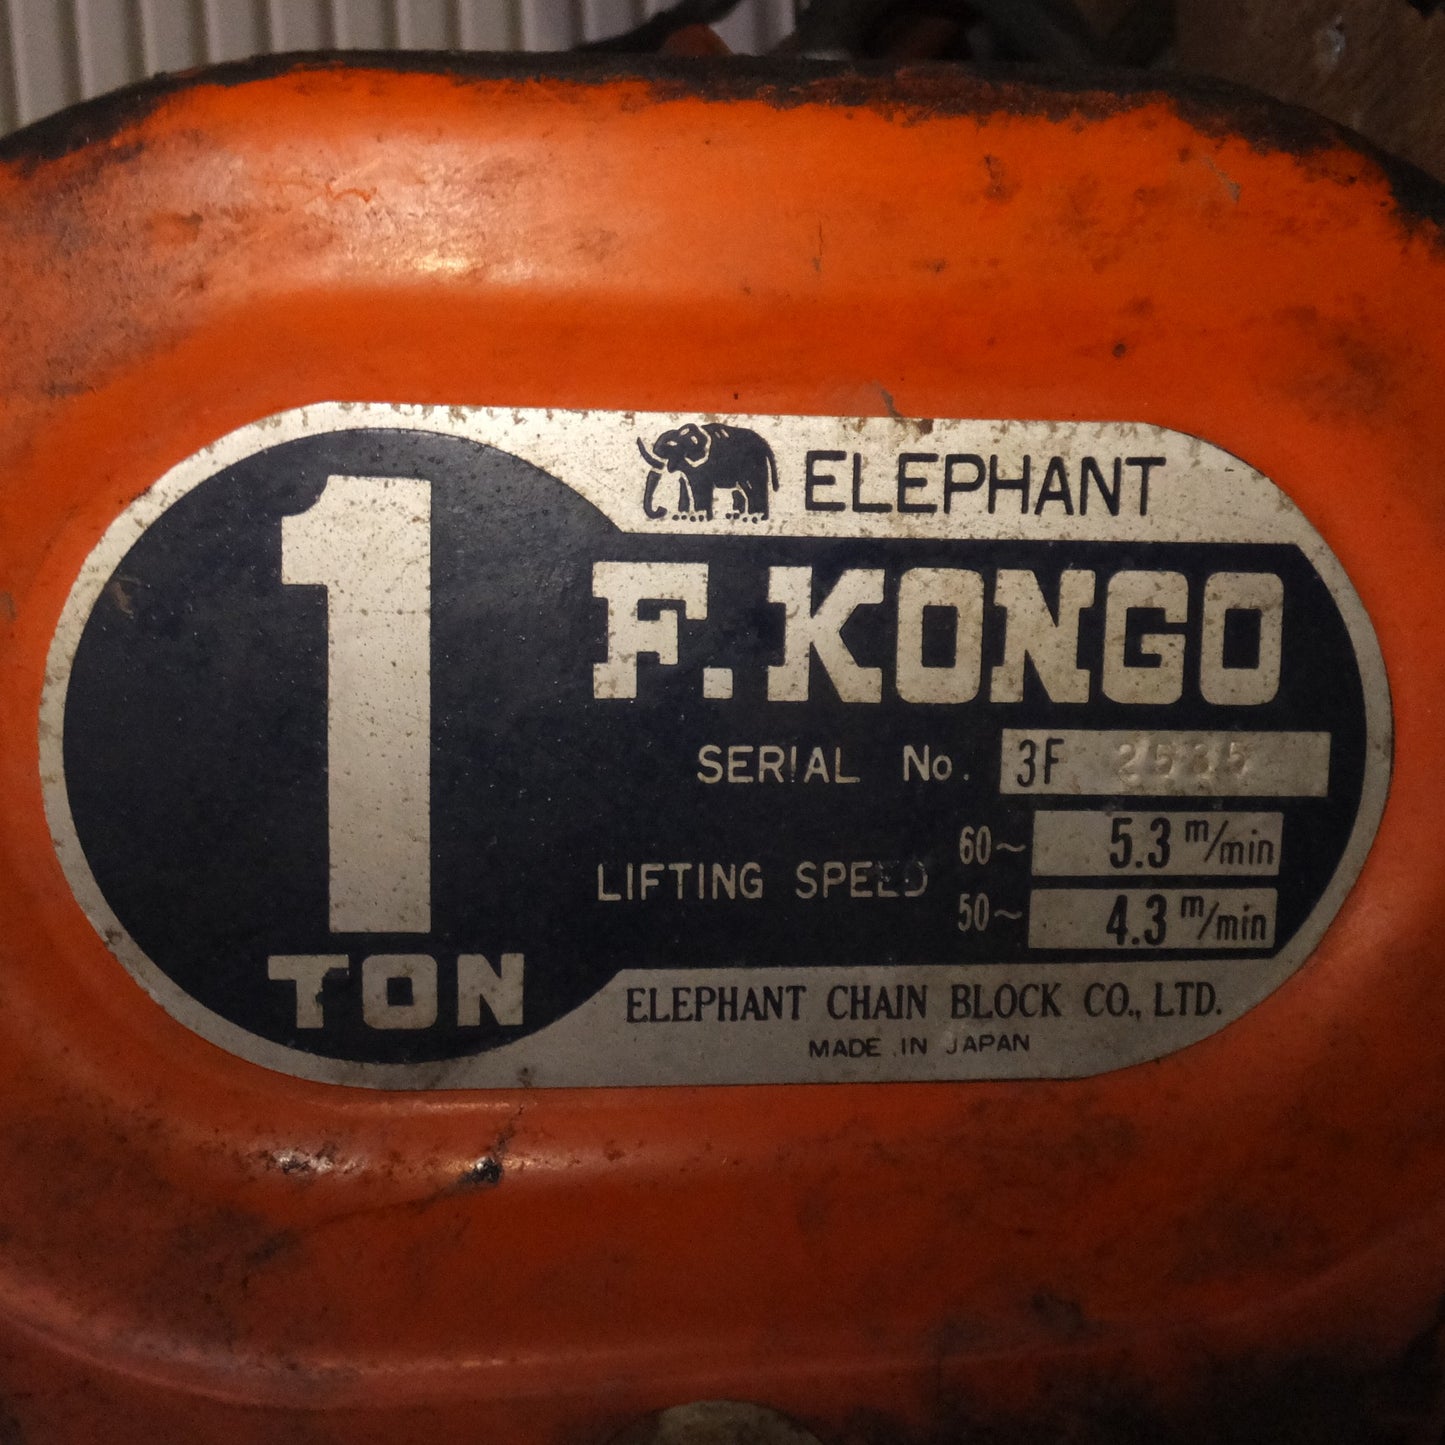 1
TON
ELEPHANT
F. KONGO
SERIAL No. 3F 2535
LIFTING SPEED
60~ 5.3 m/min
50~ 4.3 m/min
ELEPHANT CHAIN BLOCK CO., LTD.
MADE IN JAPAN